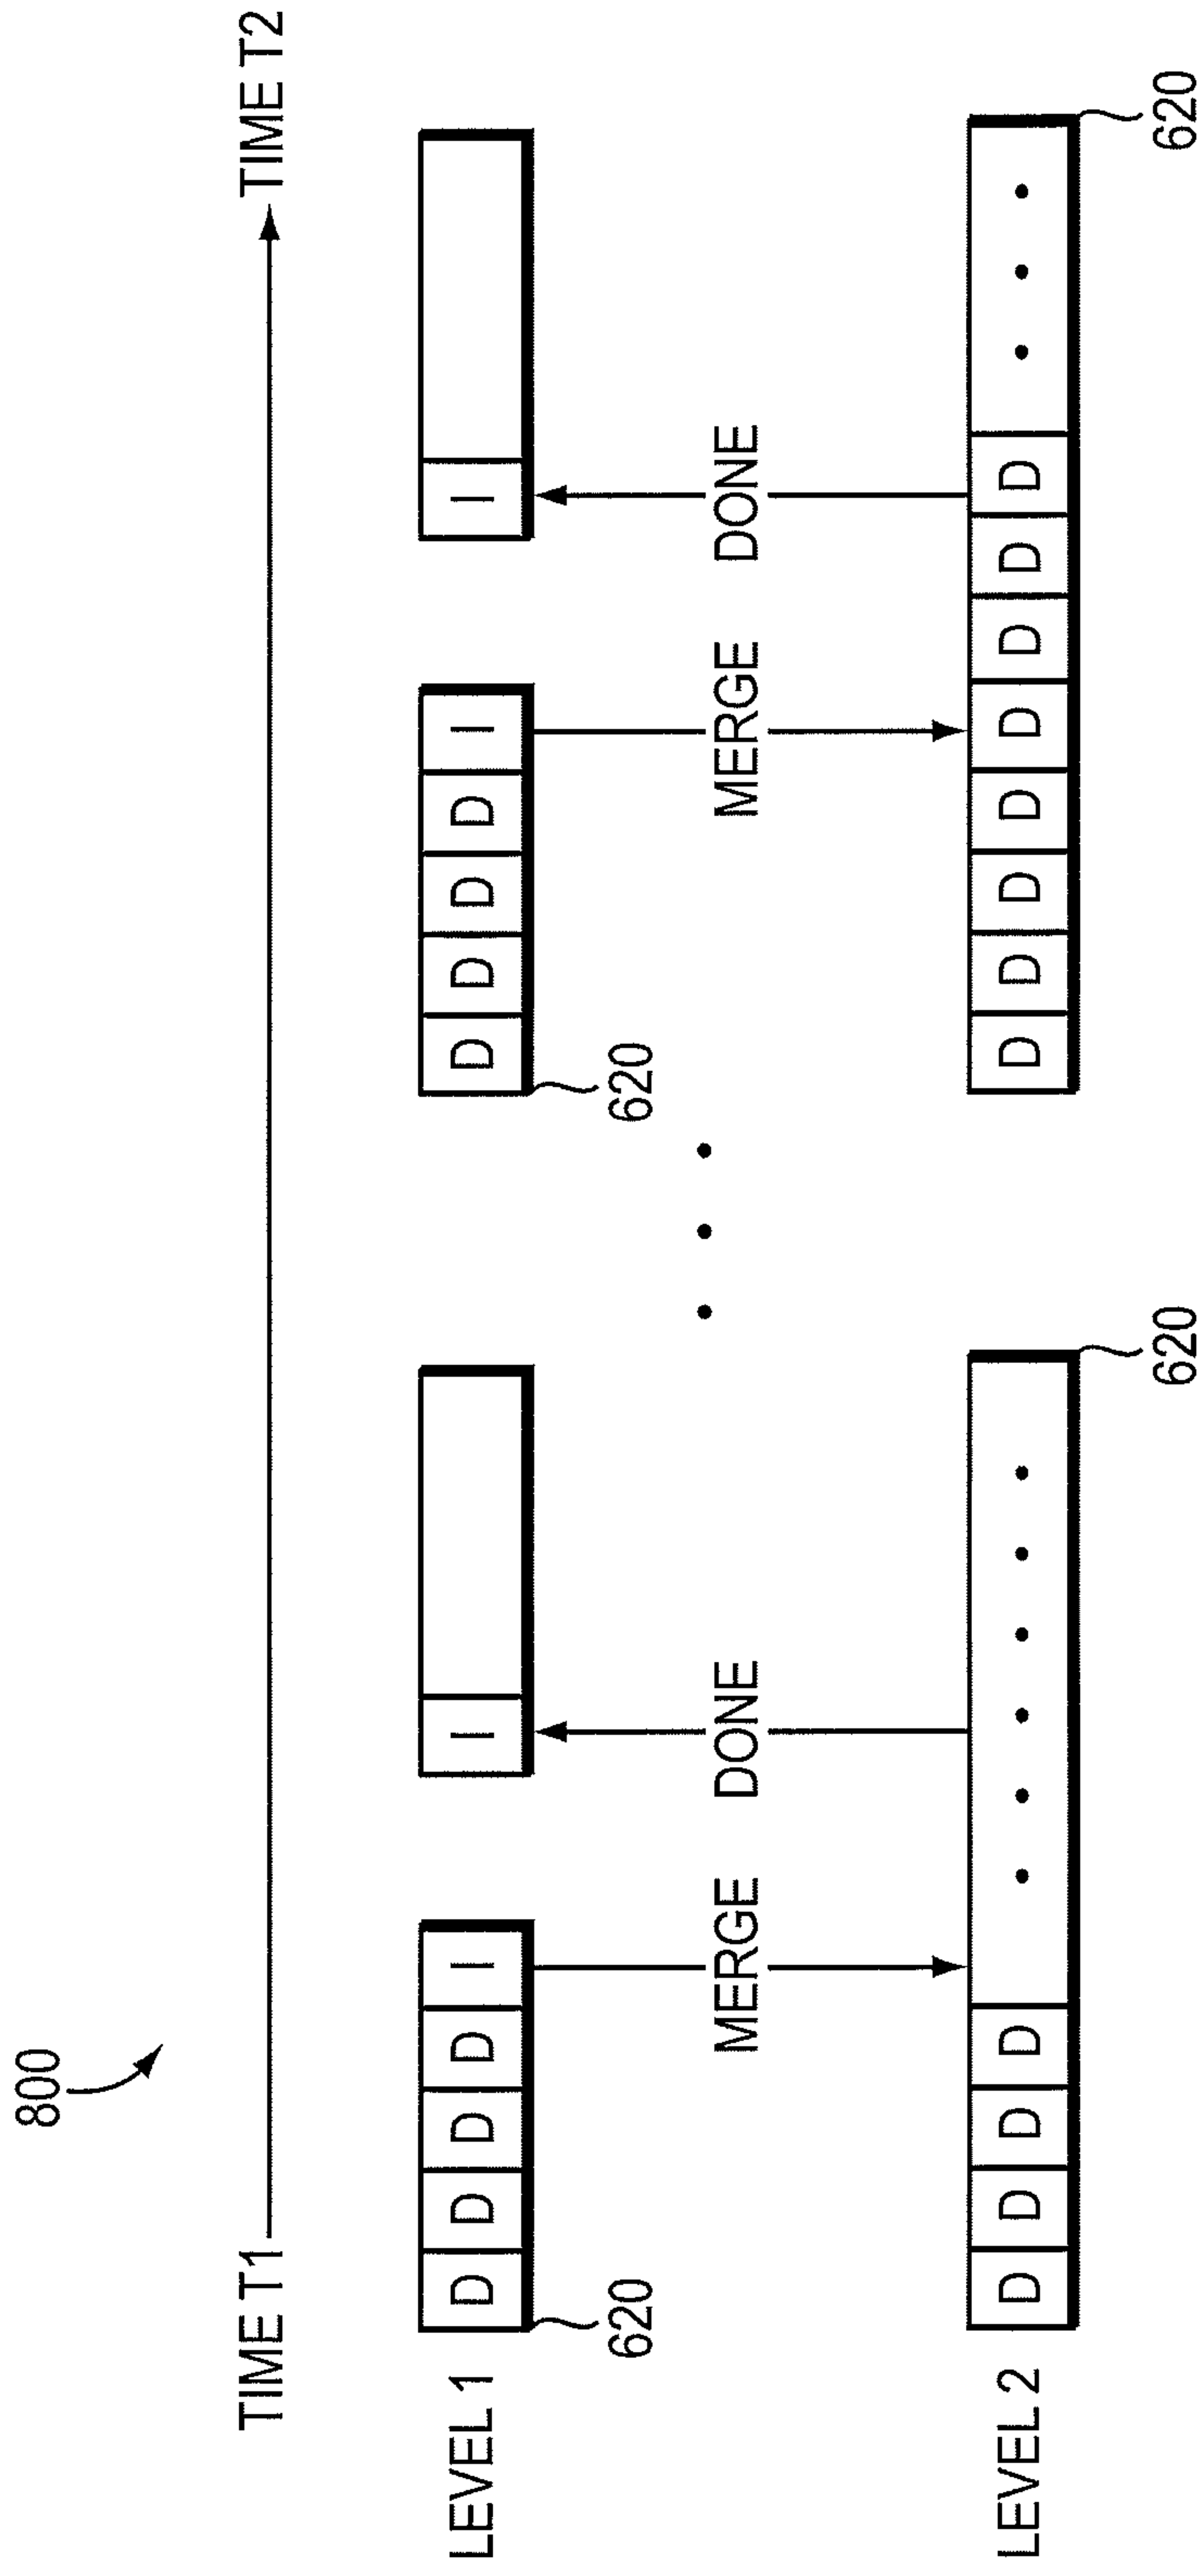 800
TIME T1 TIME T2
LEVEL 1 D D D D I I D D D D I I
620 620
MERGE DONE MERGE DONE
LEVEL 2 D D D D D D D D D D D D
620 620